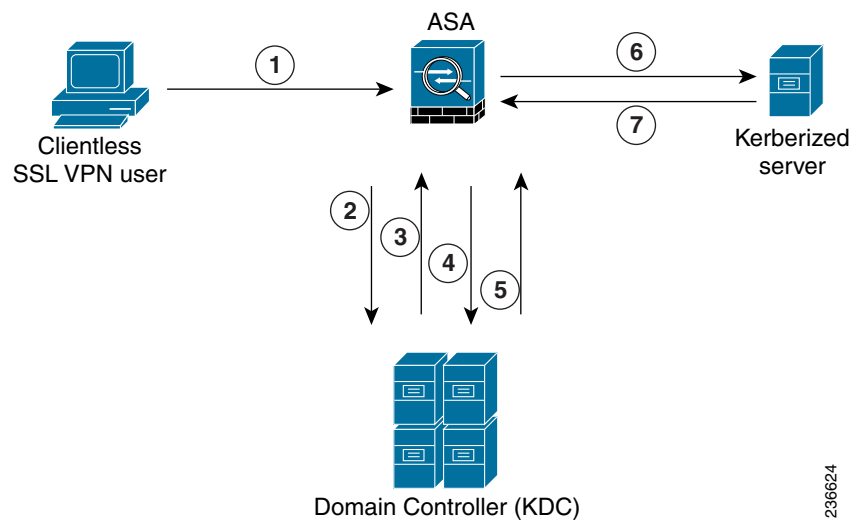 ASA
1
6
7
Clientless
SSL VPN user
Kerberized
server
2
3
4
5
Domain Controller (KDC)
236624